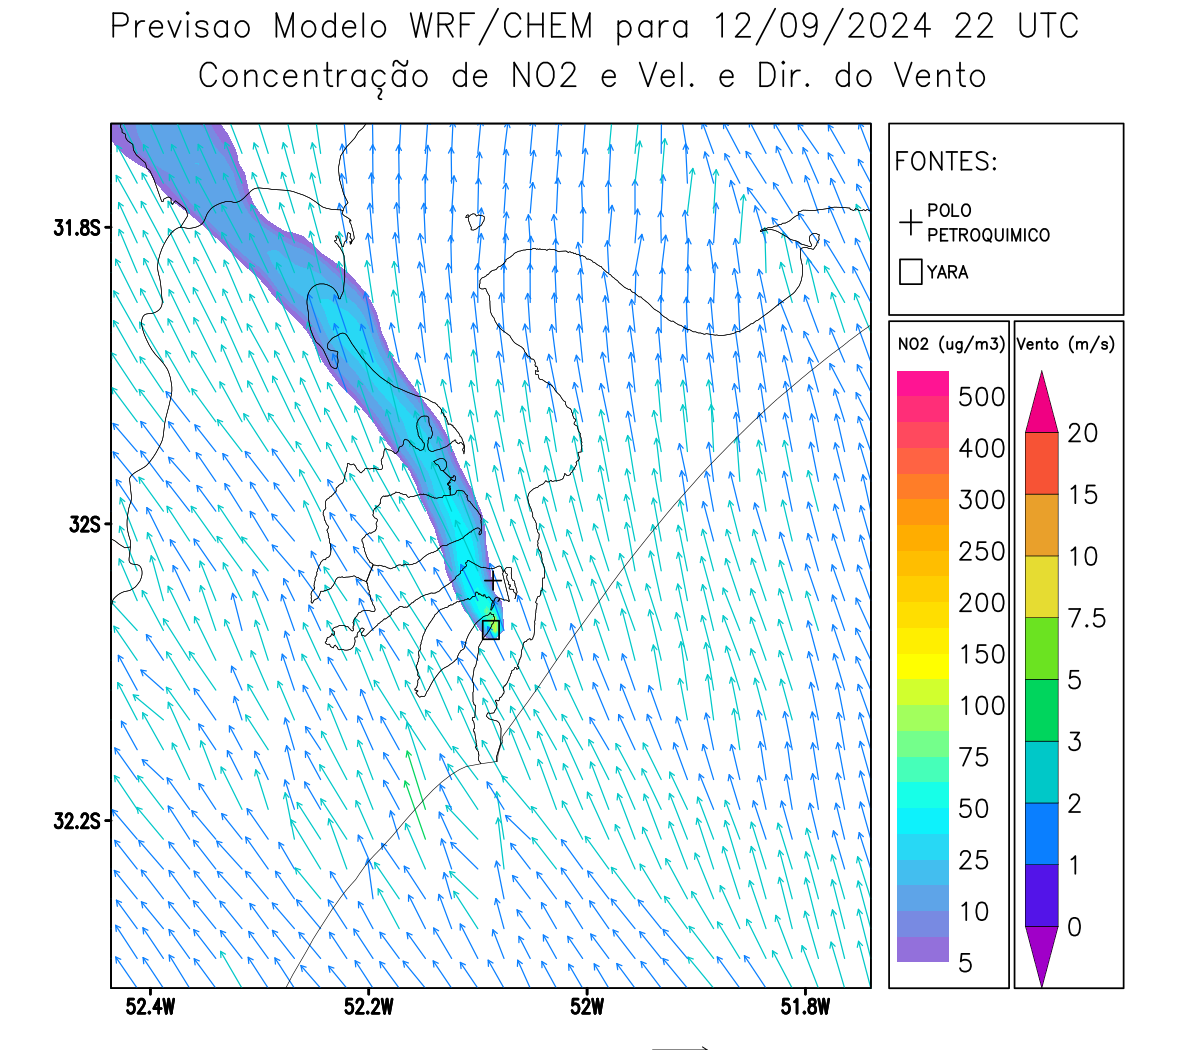 Previsao Modelo WRF/CHEM para 12/09/2024 22 UTC
Concentração de NO2 e Vel. e Dir. do Vento
FONTES:
POLO
PETROQUIMICO
YARA
NO2 (ug/m3)
500
400
300
250
200
150
100
75
50
25
10
5
Vento (m/s)
20
15
10
7.5
5
3
2
1
0
31.8S
32S
32.2S
52.4W
52.2W
52W
51.8W